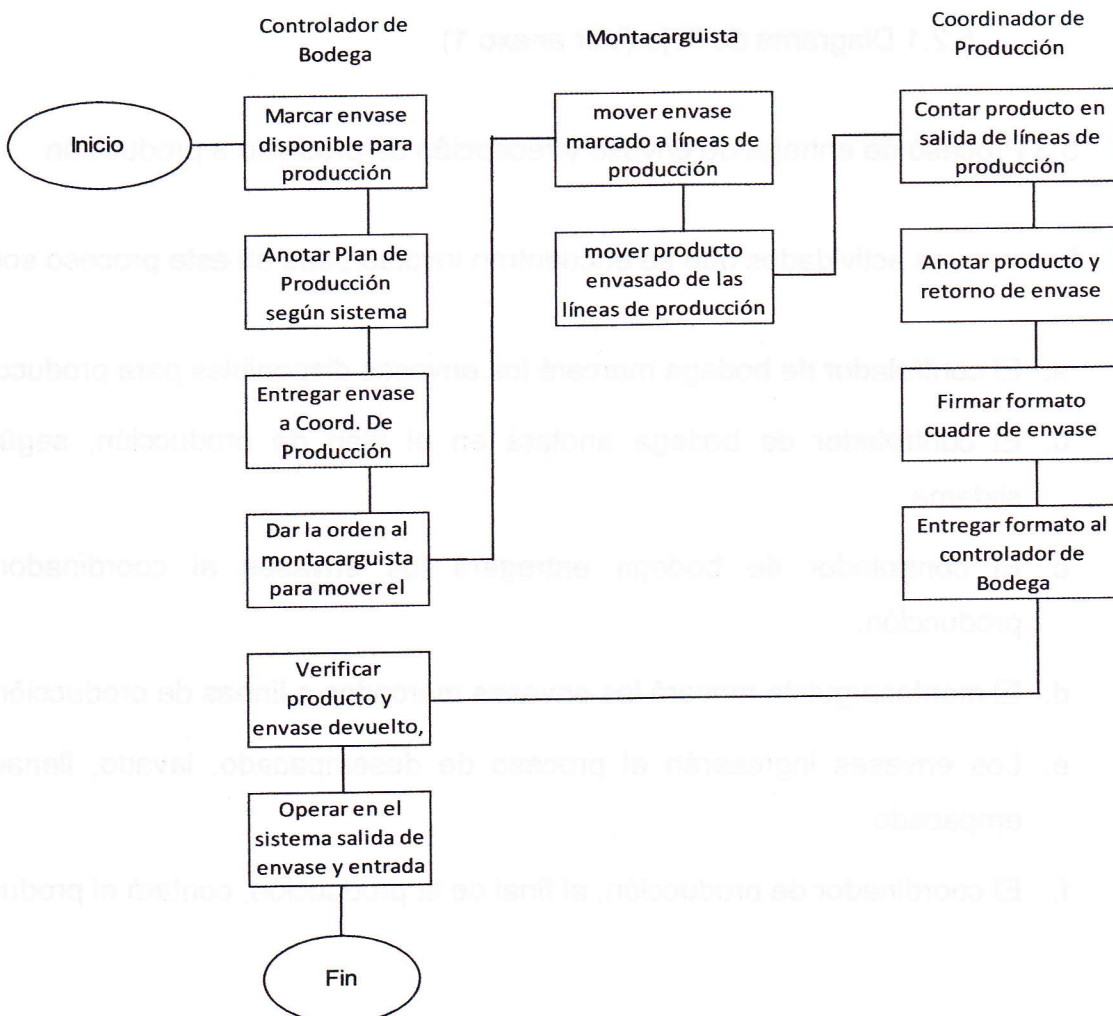 Controlador de
Bodega
Montacarguista
Coordinador de
Producción
Inicio
Marcar envase
disponible para
producción
Anotar Plan de
Producción
según sistema
Entregar envase
a Coord. De
Producción
Dar la orden al
montacarguista
para mover el
mover envase
marcado a líneas de
producción
mover producto
envasado de las
líneas de producción
Contar producto en
salida de líneas de
producción
Anotar producto y
retorno de envase
Firmar formato
cuadre de envase
Entregar formato al
controlador de
Bodega
Verificar
producto y
envase devuelto,
Operar en el
sistema salida de
envase y entrada
Fin